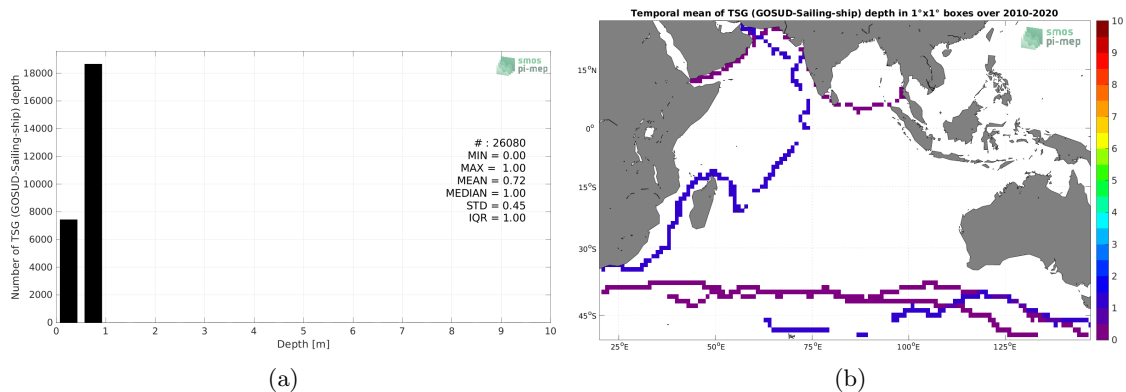 smos
pi-mep
18000
16000
14000
12000
10000
8000
6000
4000
2000
0
Number of TSG (GOSUD-Sailing-ship) depth
# : 26080
MIN = 0.00
MAX = 1.00
MEAN = 0.72
MEDIAN = 1.00
STD = 0.45
IQR = 1.00
0 1 2 3 4 5 6 7 8 9 10
Depth [m]
(a)
Temporal mean of TSG (GOSUD-Sailing-ship) depth in 1°x1° boxes over 2010-2020
smos
pi-mep
15°N
0°
15°S
30°S
45°S
25°E 50°E 75°E 100°E 125°E
10
9
8
7
6
5
4
3
2
1
0
(b)